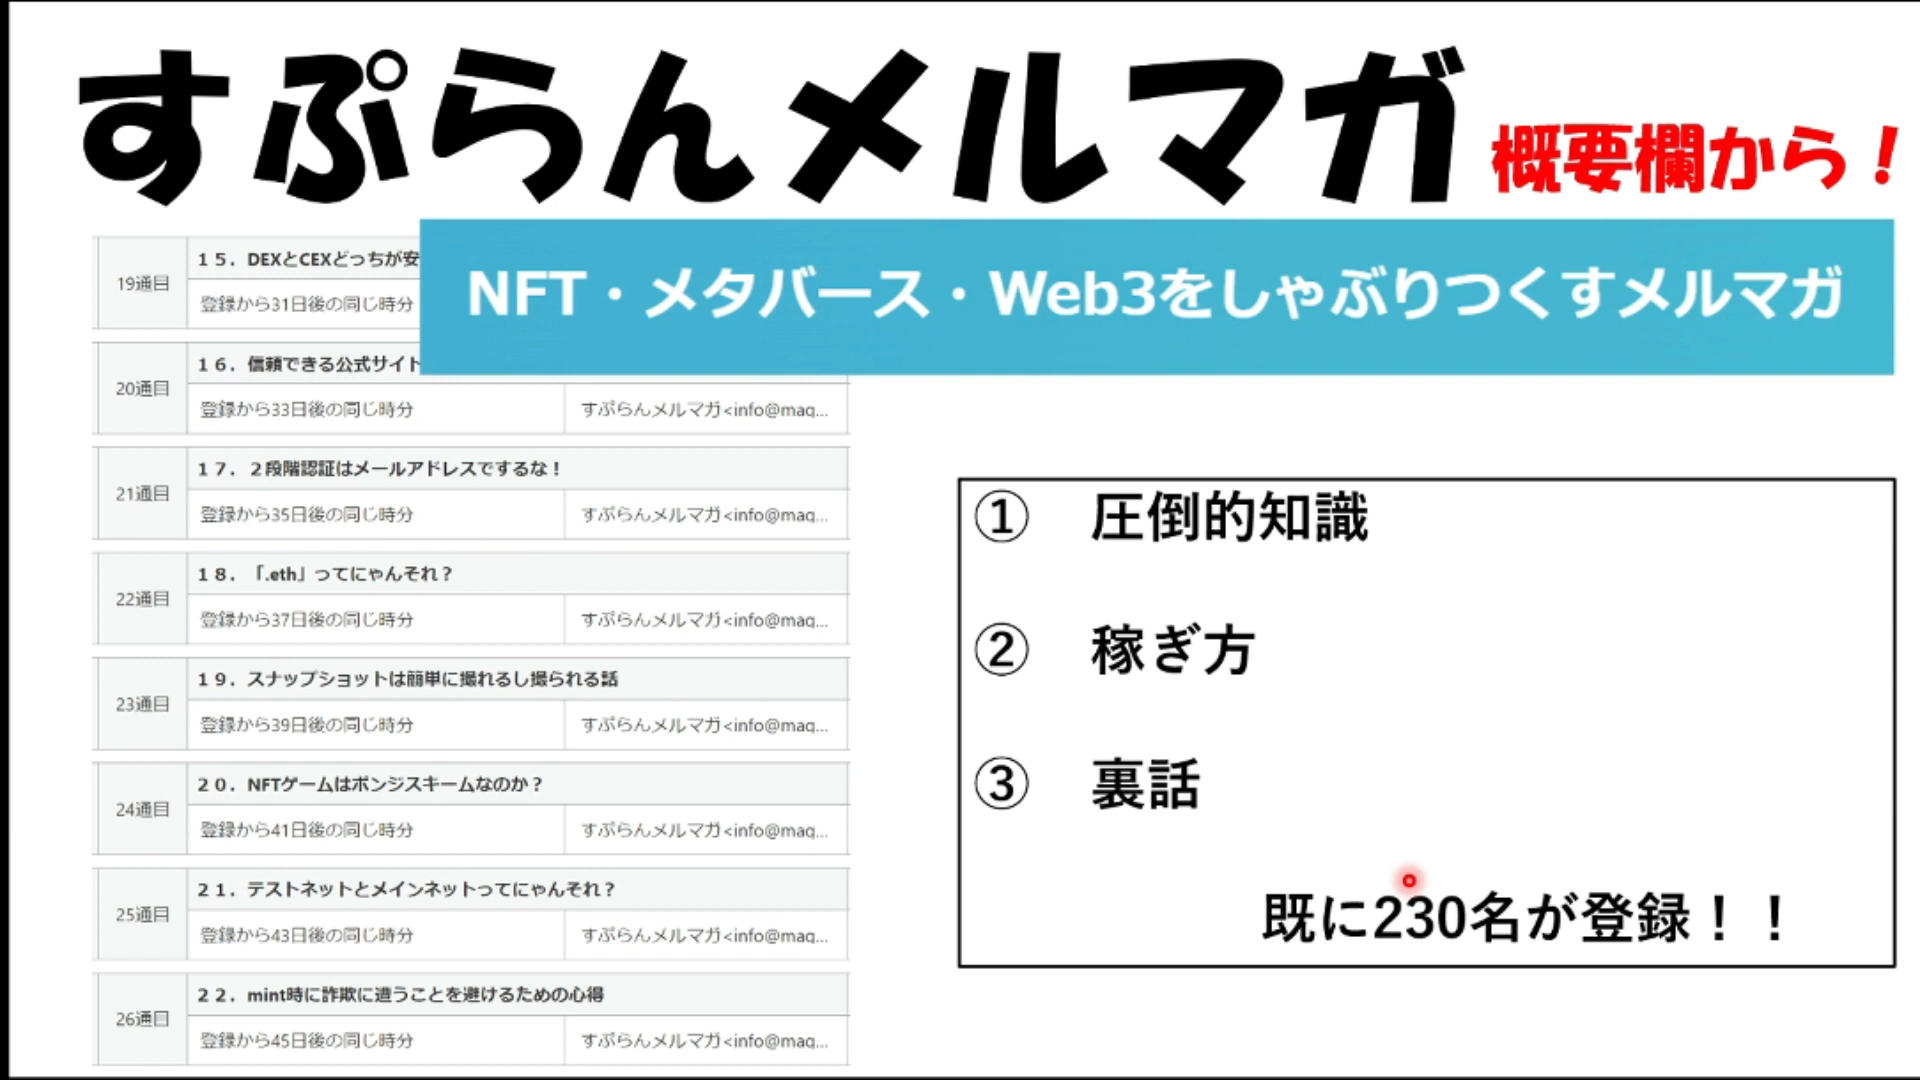 すぷらんメルマガ 概要欄から！
NFT・メタバース・Web3をしゃぶりつくすメルマガ
19通目
１５．DEXとCEXどっちが安
登録から31日後の同じ時分
20通目
１６．信頼できる公式サイト
登録から33日後の同じ時分 すぷらんメルマガ<info@mag...
21通目
１７．２段階認証はメールアドレスでするな！
登録から35日後の同じ時分 すぷらんメルマガ<info@mag...
22通目
１８．「.eth」ってにゃんそれ？
登録から37日後の同じ時分 すぷらんメルマガ<info@mag...
23通目
１９．スナップショットは簡単に撮れるし撮られる話
登録から39日後の同じ時分 すぷらんメルマガ<info@mag...
24通目
２０．NFTゲームはポンジスキームなのか？
登録から41日後の同じ時分 すぷらんメルマガ<info@mag...
25通目
２１．テストネットとメインネットってにゃんそれ？
登録から43日後の同じ時分 すぷらんメルマガ<info@mag...
26通目
２２．mint時に詐欺に遭うことを避けるための心得
登録から45日後の同じ時分 すぷらんメルマガ<info@mag...
① 圧倒的知識
② 稼ぎ方
③ 裏話
既に230名が登録！！